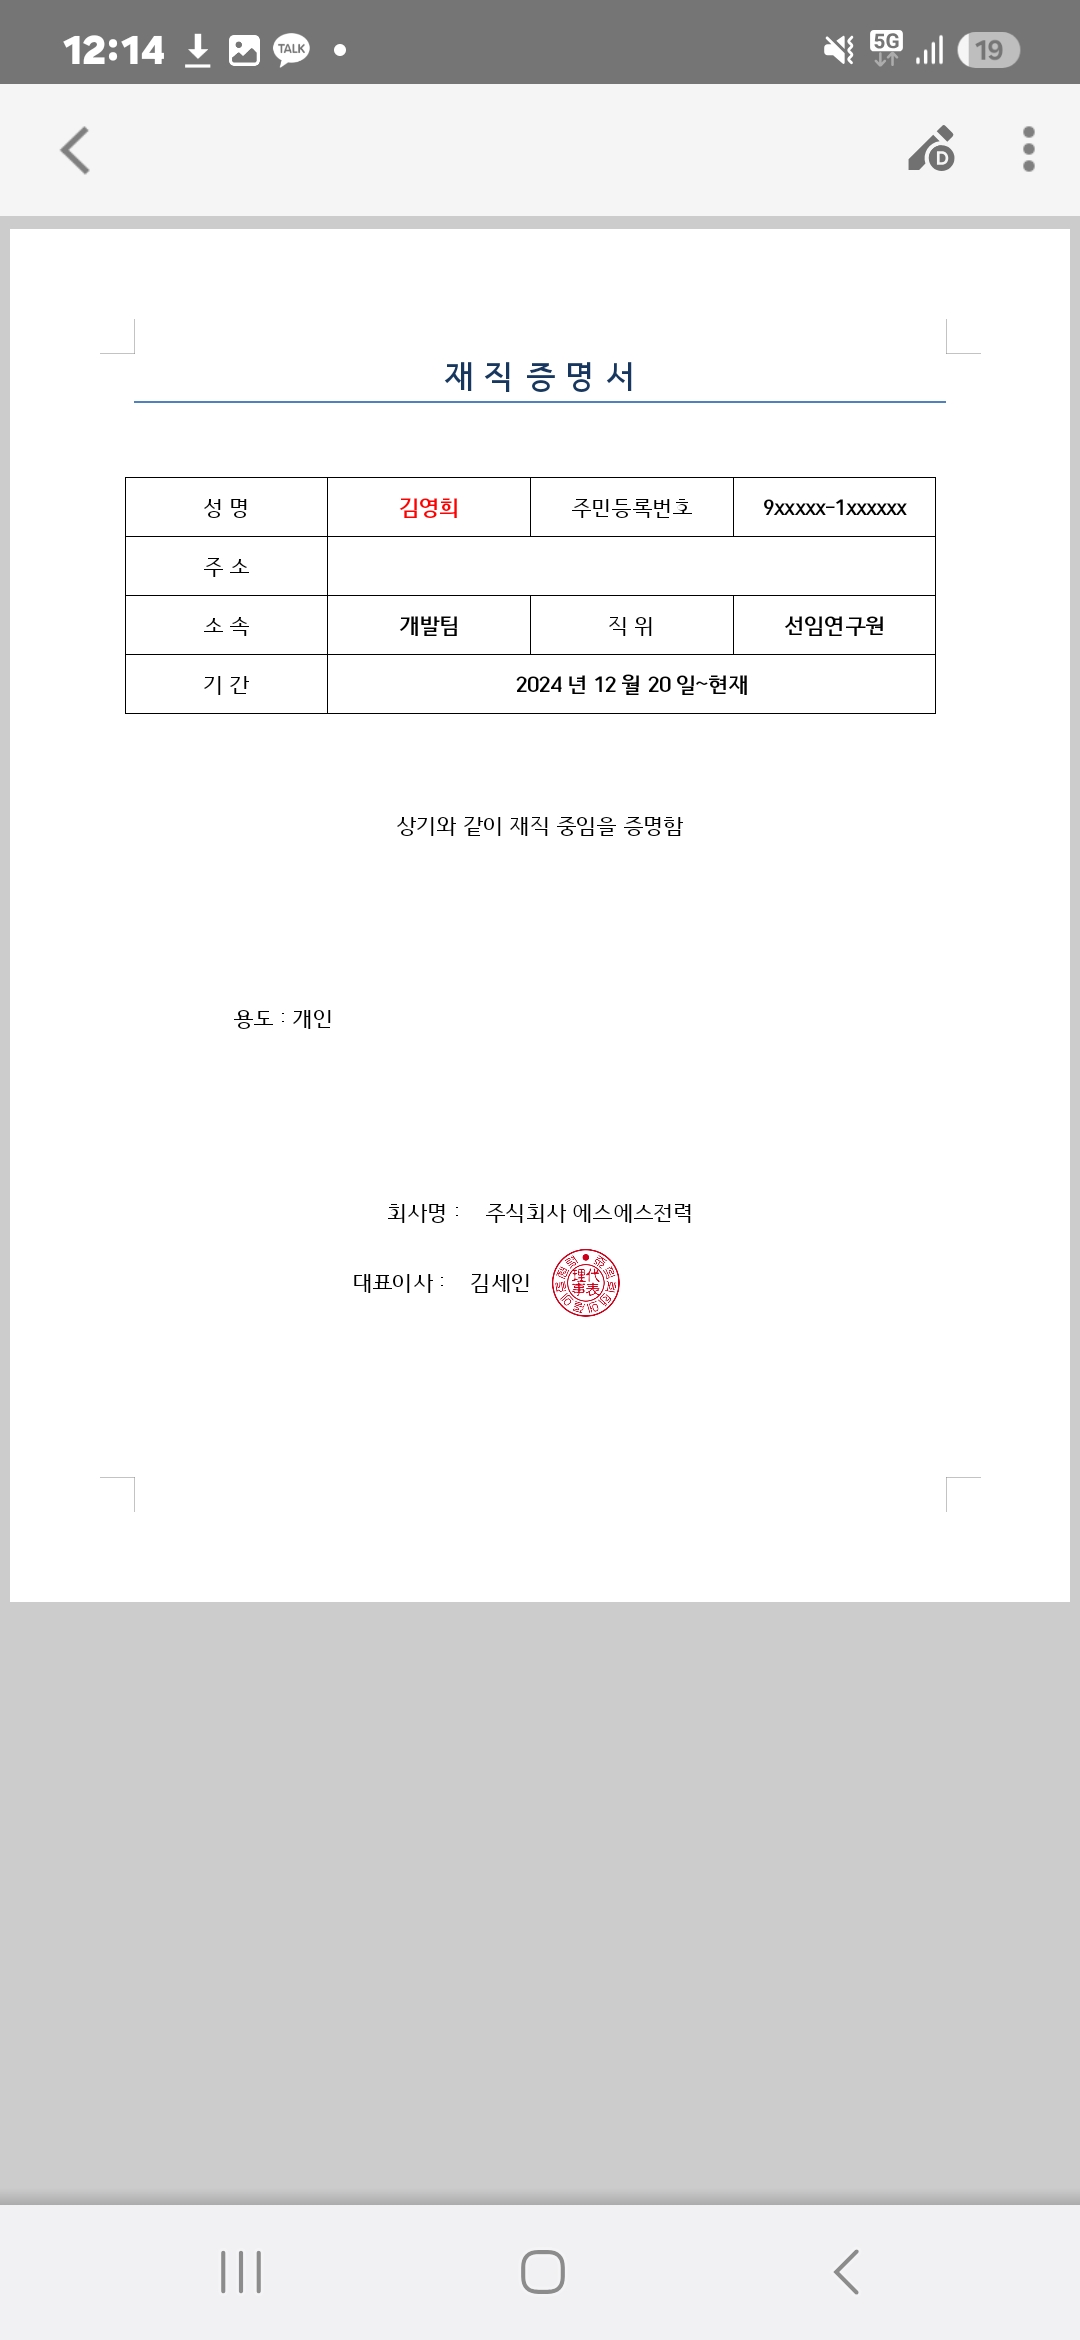 12:14 TALK 5G 19
D
재 직 증 명 서
성 명 김영희 주민등록번호 9xxxxx-1xxxxxx
주 소
소 속 개발팀 직 위 선임연구원
기 간 2024 년 12 월 20 일~현재
상기와 같이 재직 중임을 증명함
용도 : 개인
회사명 : 주식회사 에스에스전력
대표이사 : 김세인
代表
理事